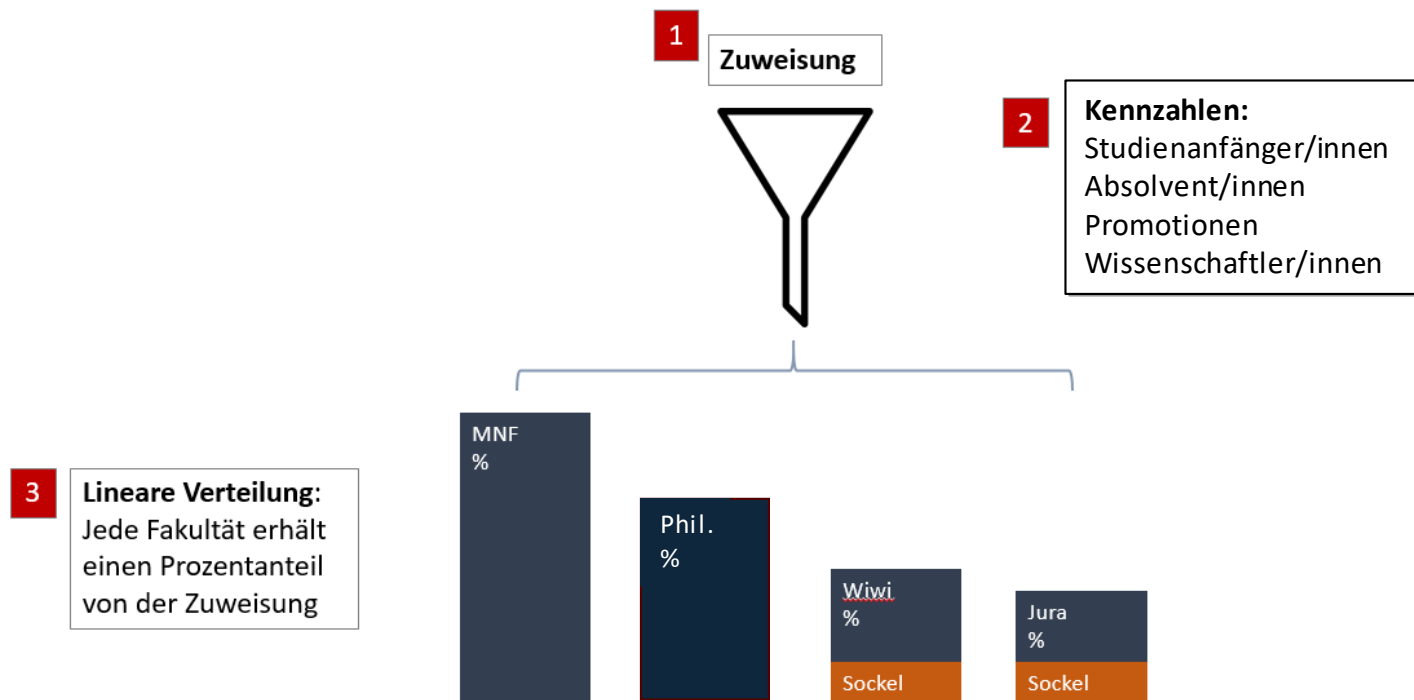 1
Zuweisung
2
Kennzahlen:
Studienanfänger/innen
Absolvent/innen
Promotionen
Wissenschaftler/innen
3
Lineare Verteilung:
Jede Fakultät erhält
einen Prozentanteil
von der Zuweisung
MNF
%
Phil.
%
Wiwi
%
Sockel
Jura
%
Sockel